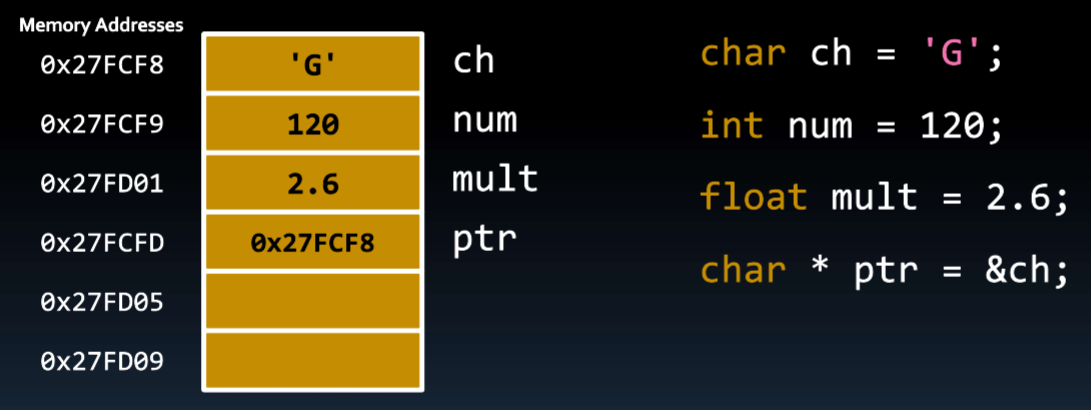 Memory Addresses
0x27FCF8 'G' ch
0x27FCF9 120 num
0x27FD01 2.6 mult
0x27FCFD 0x27FCF8 ptr
0x27FD05
0x27FD09
char ch = 'G';
int num = 120;
float mult = 2.6;
char * ptr = &ch;